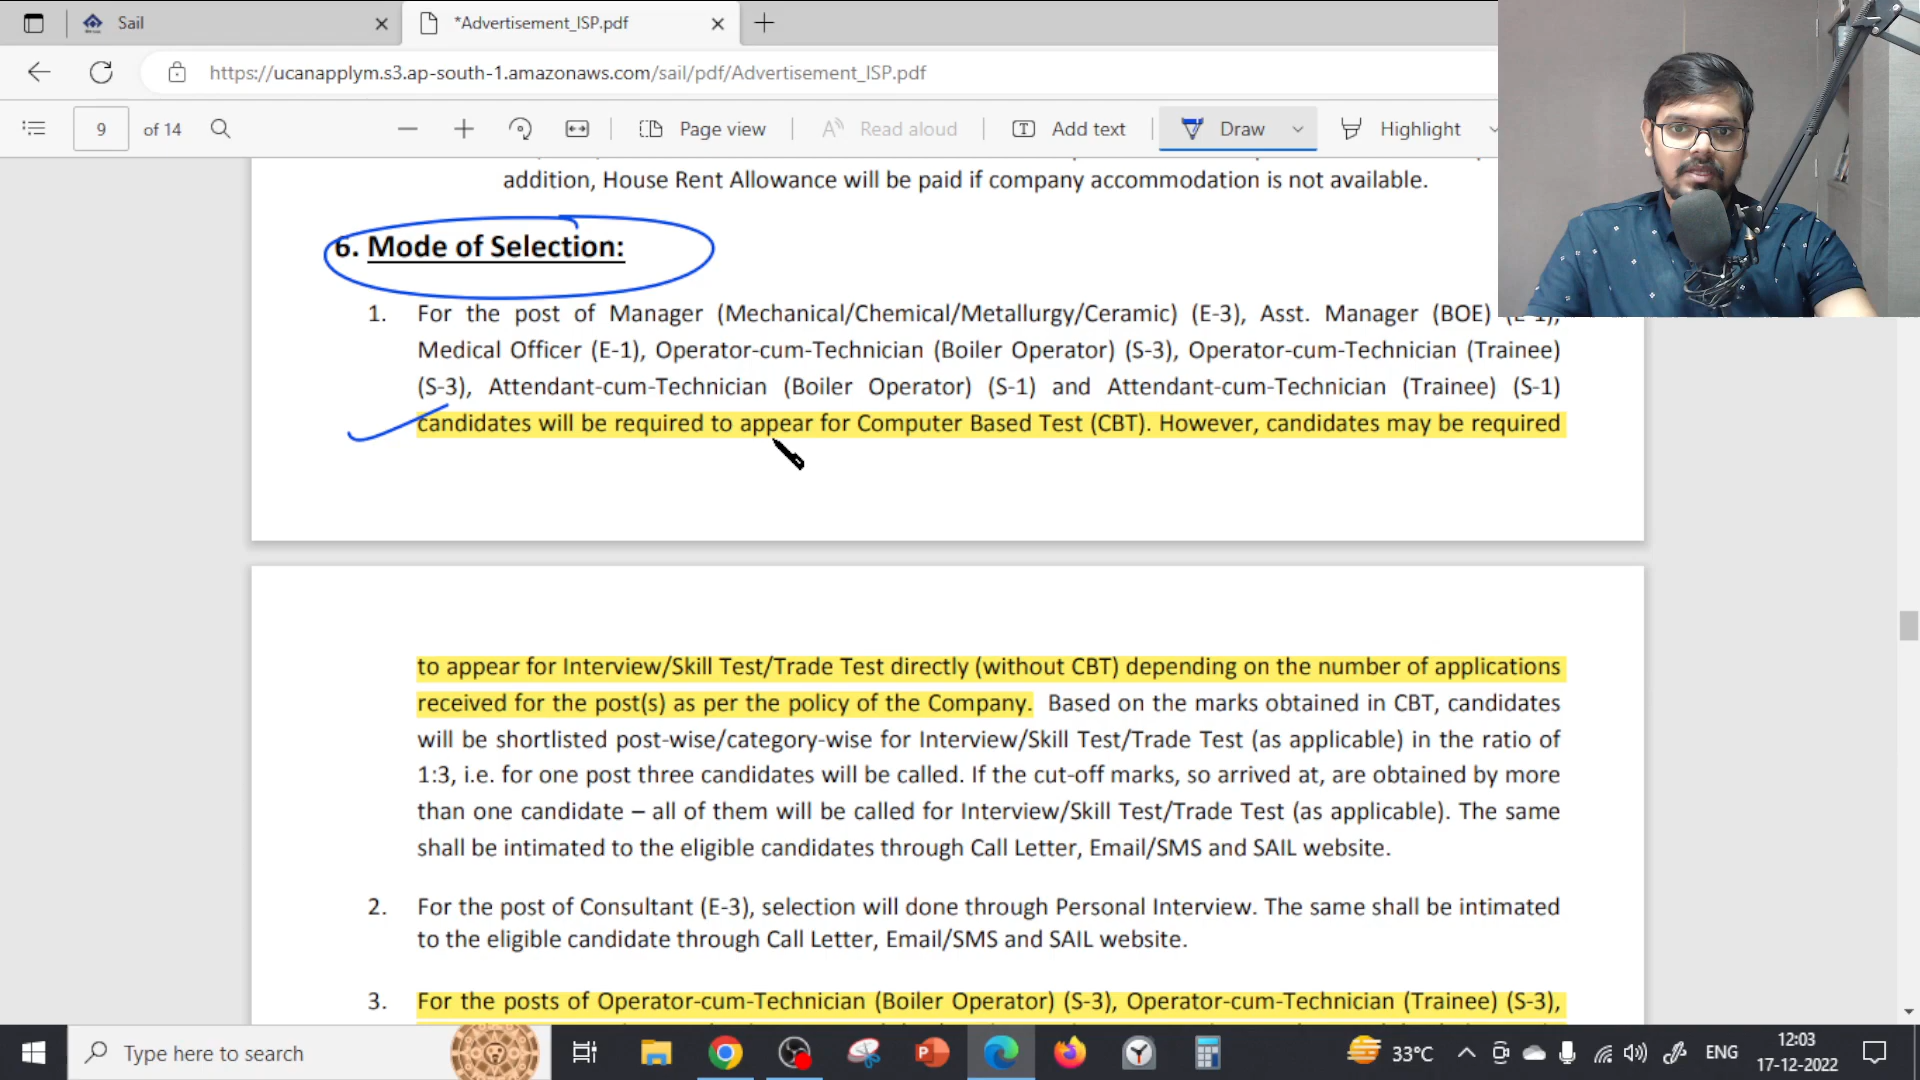 Sail
*Advertisement_ISP.pdf
https://ucanapplym.s3.ap-south-1.amazonaws.com/sail/pdf/Advertisement_ISP.pdf
9 of 14
Page view
Read aloud
Add text
Draw
Highlight
addition, House Rent Allowance will be paid if company accommodation is not available.
6. Mode of Selection:
1. For the post of Manager (Mechanical/Chemical/Metallurgy/Ceramic) (E-3), Asst. Manager (BOE) (E-1),
Medical Officer (E-1), Operator-cum-Technician (Boiler Operator) (S-3), Operator-cum-Technician (Trainee)
(S-3), Attendant-cum-Technician (Boiler Operator) (S-1) and Attendant-cum-Technician (Trainee) (S-1)
candidates will be required to appear for Computer Based Test (CBT). However, candidates may be required
to appear for Interview/Skill Test/Trade Test directly (without CBT) depending on the number of applications
received for the post(s) as per the policy of the Company. Based on the marks obtained in CBT, candidates
will be shortlisted post-wise/category-wise for Interview/Skill Test/Trade Test (as applicable) in the ratio of
1:3, i.e. for one post three candidates will be called. If the cut-off marks, so arrived at, are obtained by more
than one candidate – all of them will be called for Interview/Skill Test/Trade Test (as applicable). The same
shall be intimated to the eligible candidates through Call Letter, Email/SMS and SAIL website.
2. For the post of Consultant (E-3), selection will done through Personal Interview. The same shall be intimated
to the eligible candidate through Call Letter, Email/SMS and SAIL website.
3. For the posts of Operator-cum-Technician (Boiler Operator) (S-3), Operator-cum-Technician (Trainee) (S-3),
Type here to search
33°C
ENG
12:03
17-12-2022